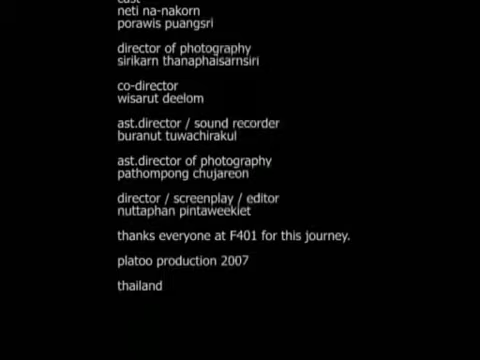 cast
neti na-nakorn
porawis puangsri
director of photography
sirikarn thanaphaisarnsiri
co-director
wisarut deelom
ast.director / sound recorder
buranut tuwachirakul
ast.director of photography
pathompong chujareon
director / screenplay / editor
nuttaphan pintaweekiet
thanks everyone at F401 for this journey.
platoo production 2007
thailand